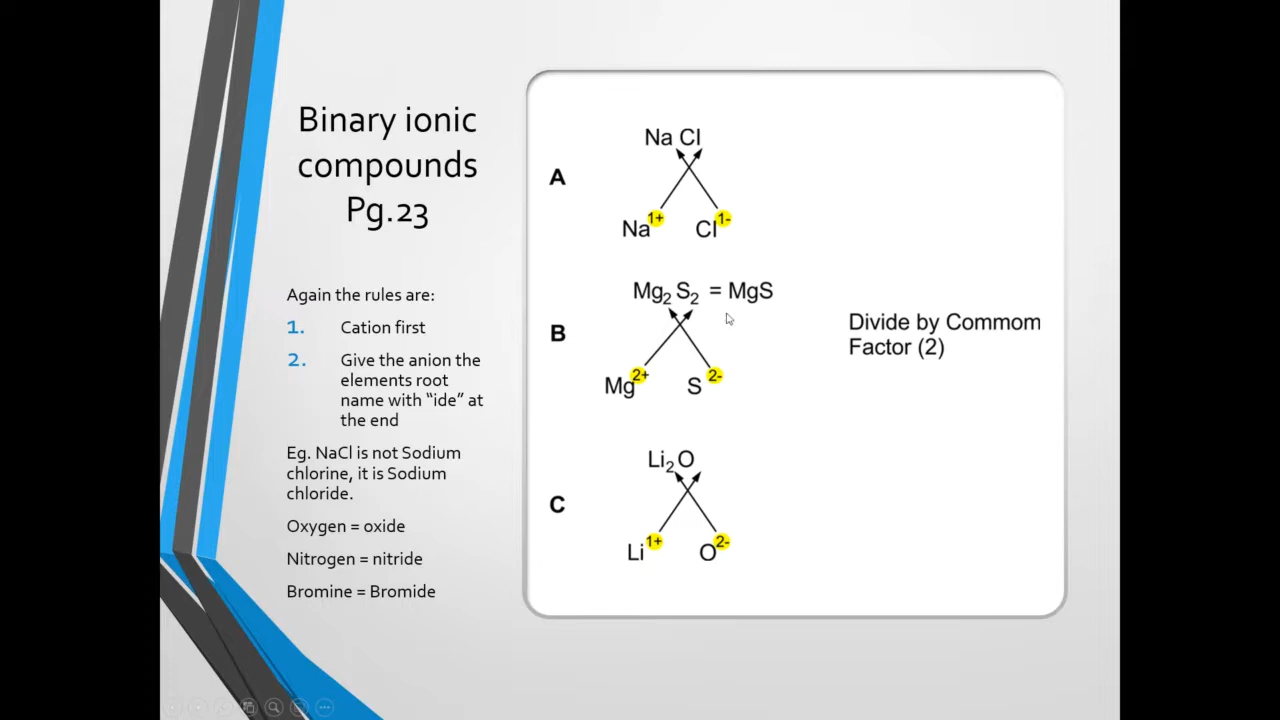 Binary ionic
compounds
Pg.23
Again the rules are:
1. Cation first
2. Give the anion the
elements root
name with “ide” at
the end
Eg. NaCl is not Sodium
chlorine, it is Sodium
chloride.
Oxygen = oxide
Nitrogen = nitride
Bromine = Bromide
Na Cl
A
Na1+ Cl1-
Mg2 S2 = MgS
B
Mg2+ S 2-
Divide by Commom
Factor (2)
Li2O
C
Li1+ O2-